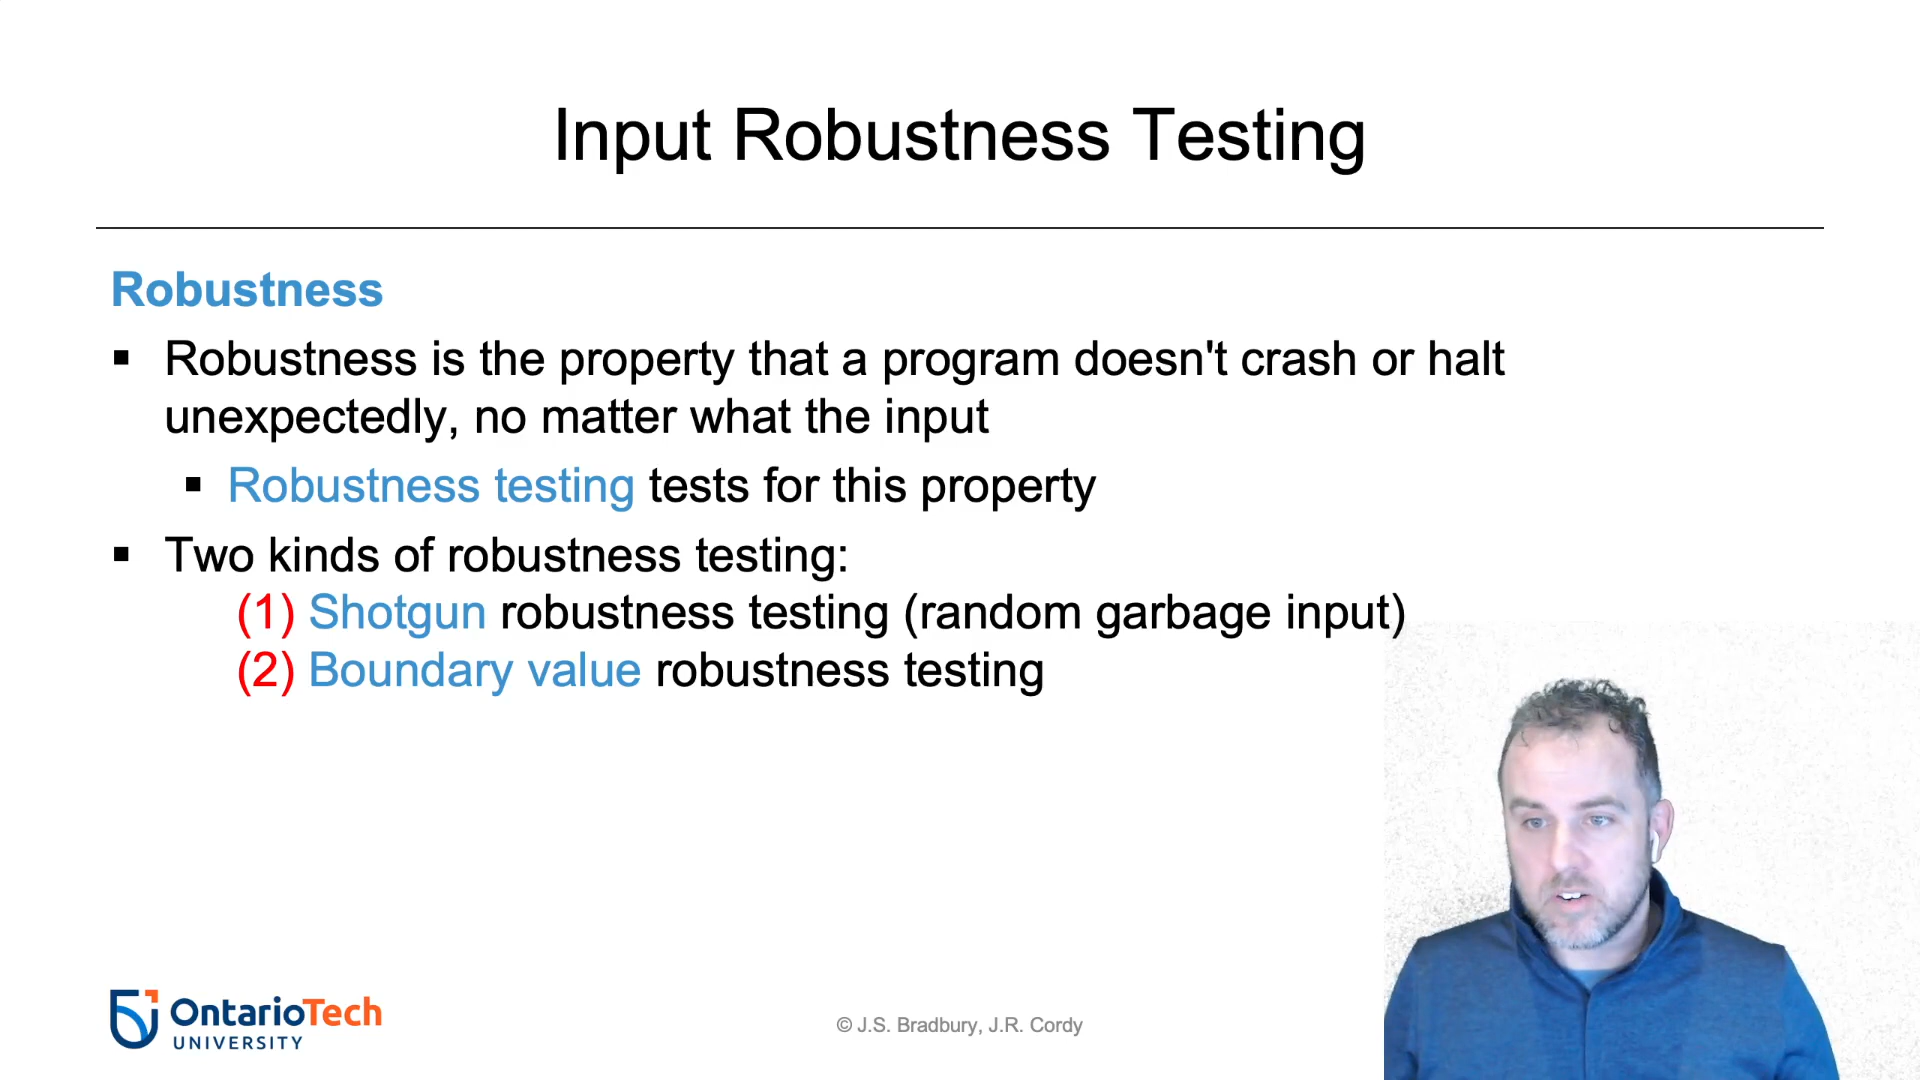 Input Robustness Testing
Robustness
▪ Robustness is the property that a program doesn't crash or halt
unexpectedly, no matter what the input
▪ Robustness testing tests for this property
▪ Two kinds of robustness testing:
(1) Shotgun robustness testing (random garbage input)
(2) Boundary value robustness testing
OntarioTech
UNIVERSITY
© J.S. Bradbury, J.R. Cordy